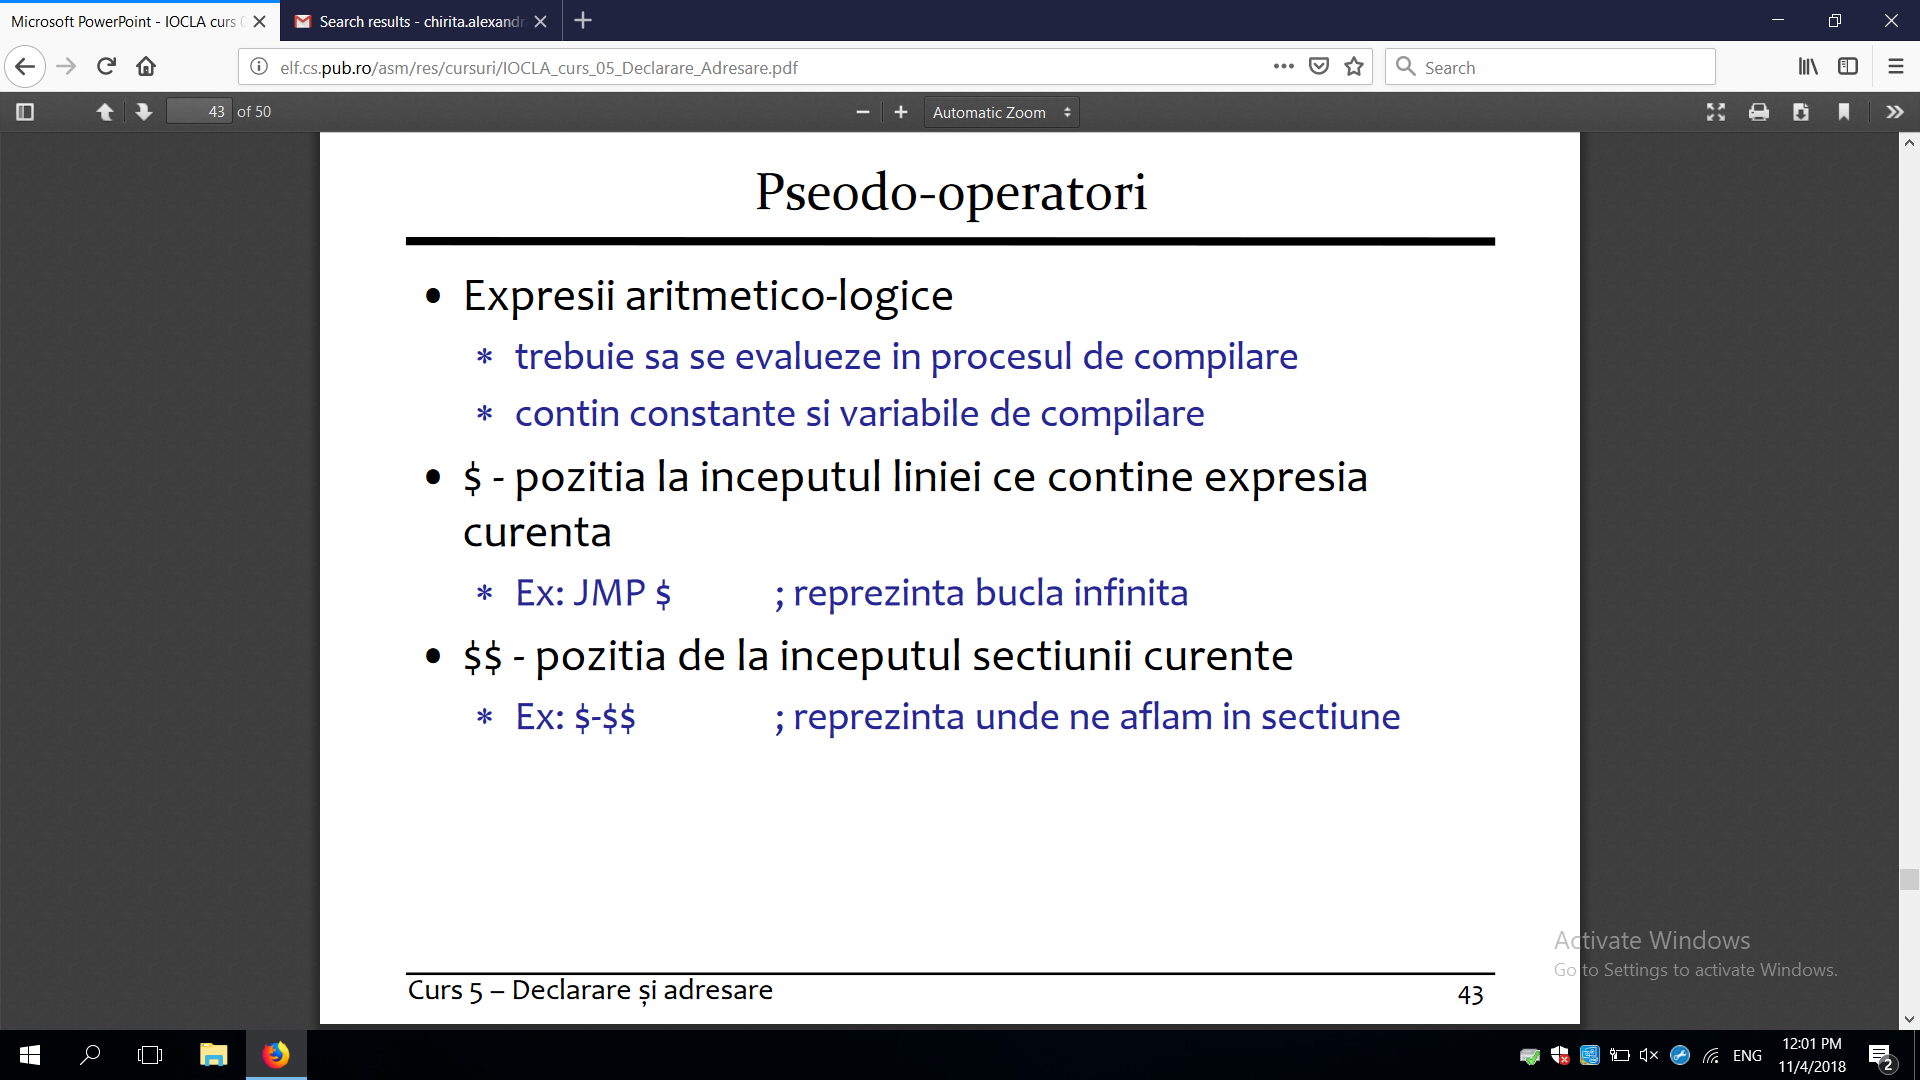 Microsoft PowerPoint - IOCLA curs
Search results - chirita.alexandr
elf.cs.pub.ro/asm/res/cursuri/IOCLA_curs_05_Declarare_Adresare.pdf
Search
43 of 50
Automatic Zoom
Pseodo-operatori
• Expresii aritmetico-logice
* trebuie sa se evalueze in procesul de compilare
* contin constante si variabile de compilare
• $ - pozitia la inceputul liniei ce contine expresia
curenta
* Ex: JMP $ ; reprezinta bucla infinita
• $$ - pozitia de la inceputul sectiunii curente
* Ex: $-$$ ; reprezinta unde ne aflam in sectiune
Activate Windows
Go to Settings to activate Windows.
Curs 5 – Declarare și adresare
43
ENG
12:01 PM
11/4/2018
2